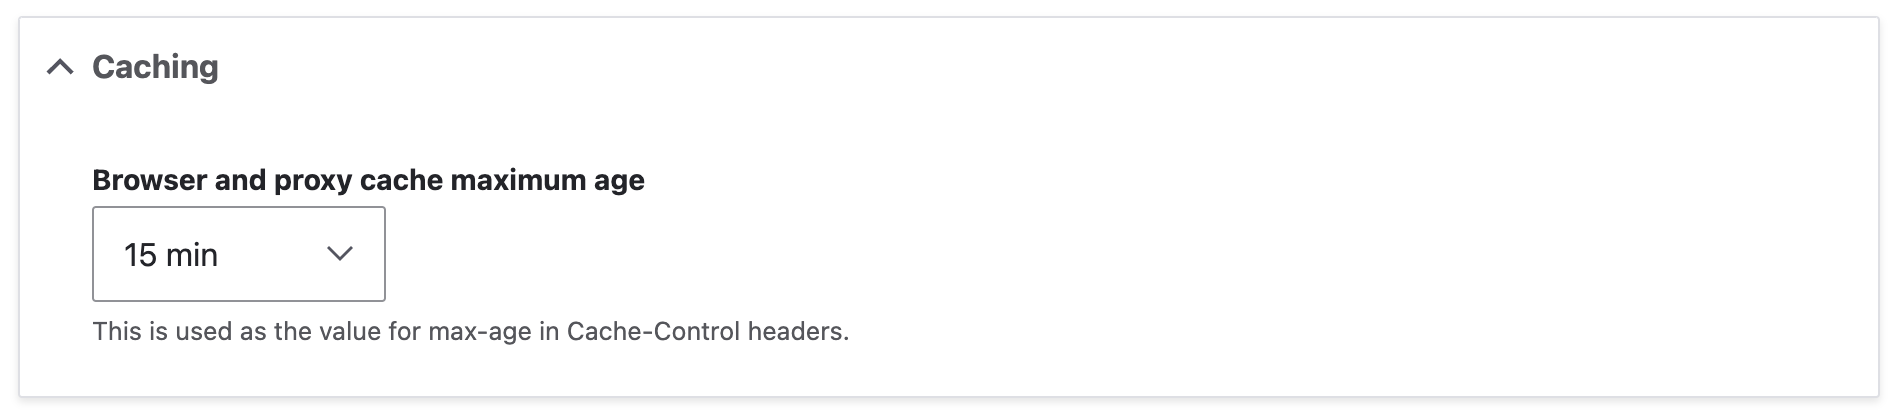 Caching
Browser and proxy cache maximum age
15 min
This is used as the value for max-age in Cache-Control headers.